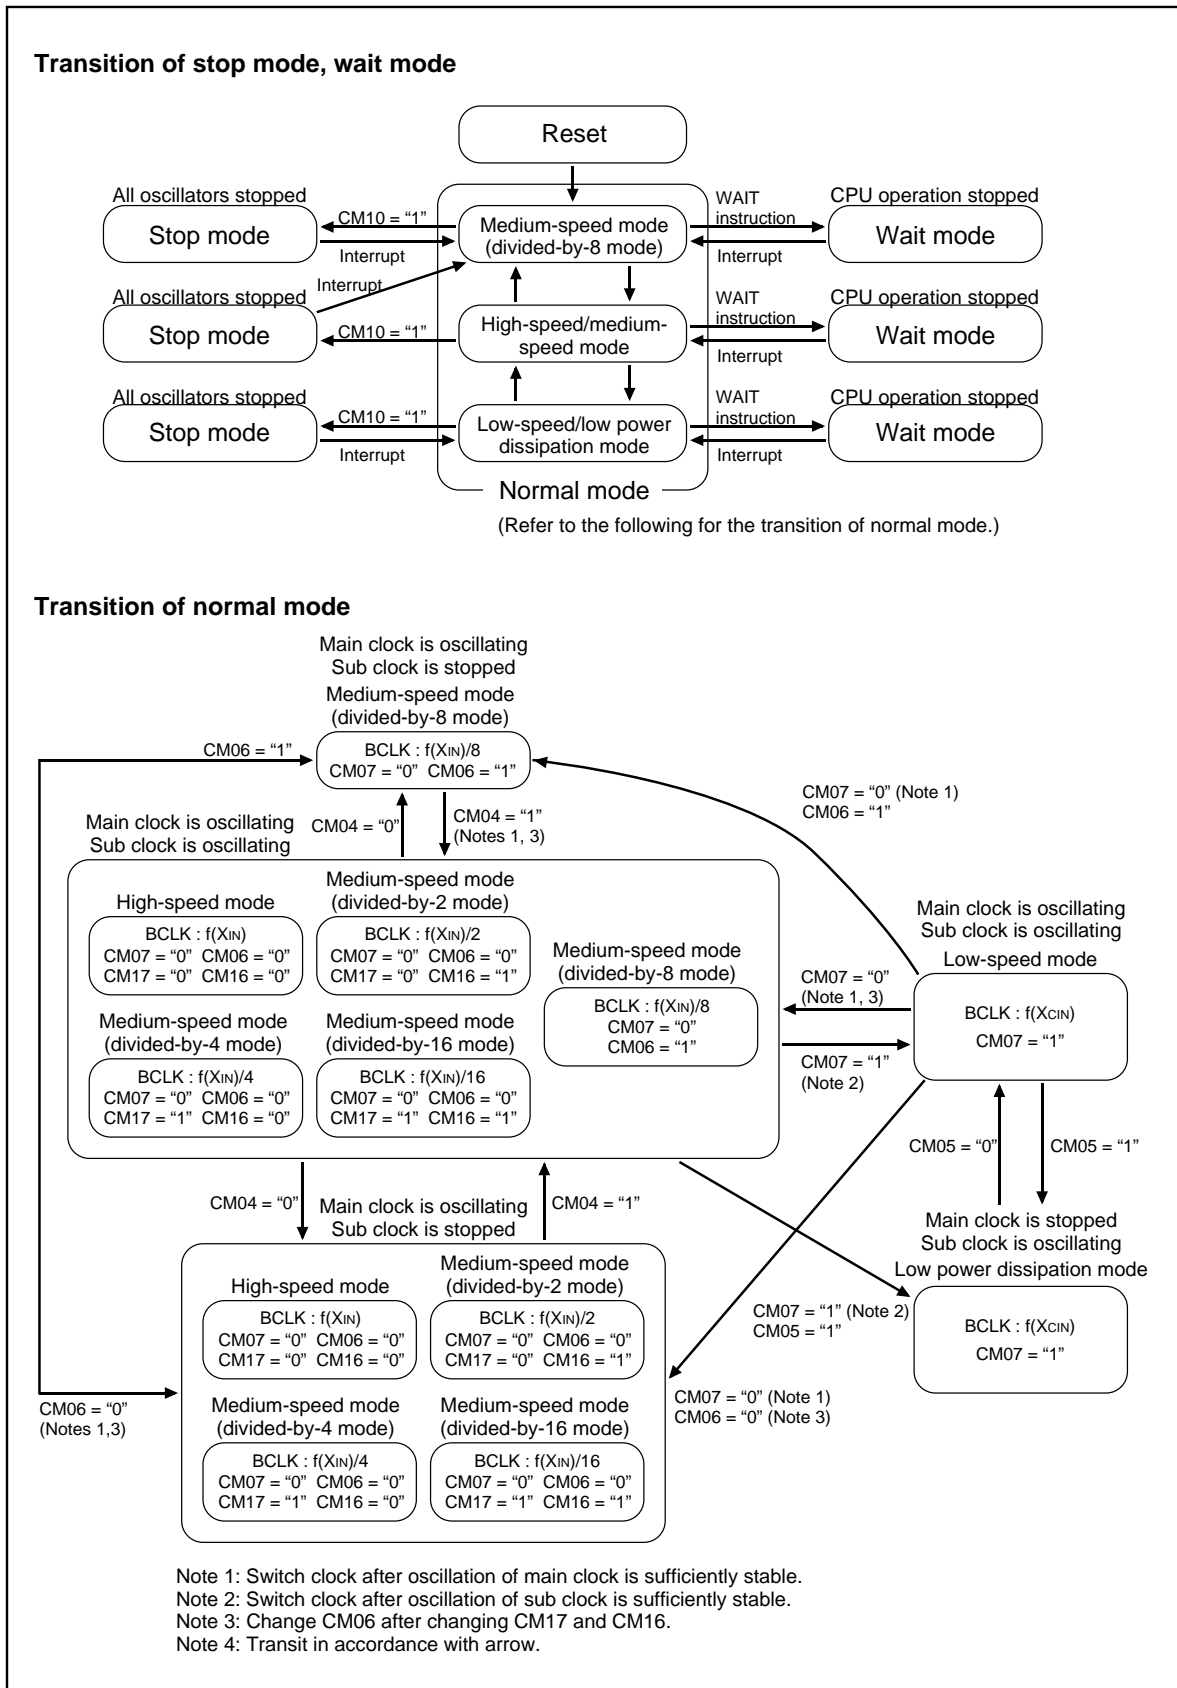 Transition of stop mode, wait mode
Reset
All oscillators stopped
Stop mode
CM10 = “1”
Interrupt
Medium-speed mode
(divided-by-8 mode)
WAIT
instruction
Interrupt
CPU operation stopped
Wait mode
Interrupt
All oscillators stopped
Stop mode
CM10 = “1”
High-speed/medium-
speed mode
WAIT
instruction
Interrupt
CPU operation stopped
Wait mode
All oscillators stopped
Stop mode
CM10 = “1”
Interrupt
Low-speed/low power
dissipation mode
WAIT
instruction
Interrupt
CPU operation stopped
Wait mode
Normal mode
(Refer to the following for the transition of normal mode.)
Transition of normal mode
Main clock is oscillating
Sub clock is stopped
Medium-speed mode
(divided-by-8 mode)
CM06 = “1”
BCLK : f(XIN)/8
CM07 = “0” CM06 = “1”
CM07 = “0” (Note 1)
CM06 = “1”
Main clock is oscillating
Sub clock is oscillating
CM04 = “0”
CM04 = “1”
(Notes 1, 3)
High-speed mode
BCLK : f(XIN)
CM07 = “0” CM06 = “0”
CM17 = “0” CM16 = “0”
Medium-speed mode
(divided-by-2 mode)
BCLK : f(XIN)/2
CM07 = “0” CM06 = “0”
CM17 = “0” CM16 = “1”
Medium-speed mode
(divided-by-8 mode)
BCLK : f(XIN)/8
CM07 = “0”
CM06 = “1”
Medium-speed mode
(divided-by-4 mode)
BCLK : f(XIN)/4
CM07 = “0” CM06 = “0”
CM17 = “1” CM16 = “0”
Medium-speed mode
(divided-by-16 mode)
BCLK : f(XIN)/16
CM07 = “0” CM06 = “0”
CM17 = “1” CM16 = “1”
CM07 = “0”
(Note 1, 3)
CM07 = “1”
(Note 2)
Main clock is oscillating
Sub clock is oscillating
Low-speed mode
BCLK : f(XCIN)
CM07 = “1”
CM05 = “0”
CM05 = “1”
Main clock is stopped
Sub clock is oscillating
Low power dissipation mode
BCLK : f(XCIN)
CM07 = “1”
CM04 = “0”
Main clock is oscillating
Sub clock is stopped
CM04 = “1”
CM07 = “1” (Note 2)
CM05 = “1”
High-speed mode
BCLK : f(XIN)
CM07 = “0” CM06 = “0”
CM17 = “0” CM16 = “0”
Medium-speed mode
(divided-by-2 mode)
BCLK : f(XIN)/2
CM07 = “0” CM06 = “0”
CM17 = “0” CM16 = “1”
CM06 = “0”
(Notes 1,3)
Medium-speed mode
(divided-by-4 mode)
BCLK : f(XIN)/4
CM07 = “0” CM06 = “0”
CM17 = “1” CM16 = “0”
Medium-speed mode
(divided-by-16 mode)
BCLK : f(XIN)/16
CM07 = “0” CM06 = “0”
CM17 = “1” CM16 = “1”
CM07 = “0” (Note 1)
CM06 = “0” (Note 3)
Note 1: Switch clock after oscillation of main clock is sufficiently stable.
Note 2: Switch clock after oscillation of sub clock is sufficiently stable.
Note 3: Change CM06 after changing CM17 and CM16.
Note 4: Transit in accordance with arrow.